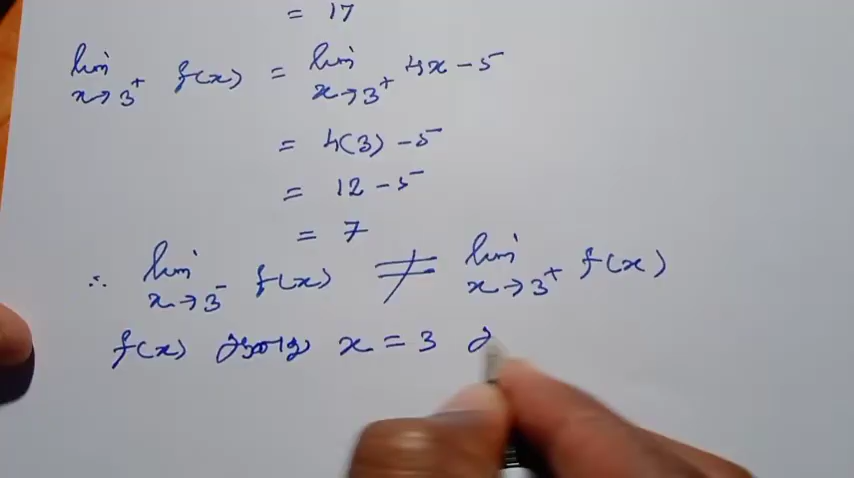 = 17
lim x→3⁺ f(x) = lim x→3⁺ 4x - 5
= 4(3) - 5
= 12 - 5
= 7
∴ lim x→3⁻ f(x) ≠ lim x→3⁺ f(x)
f(x) x = 3